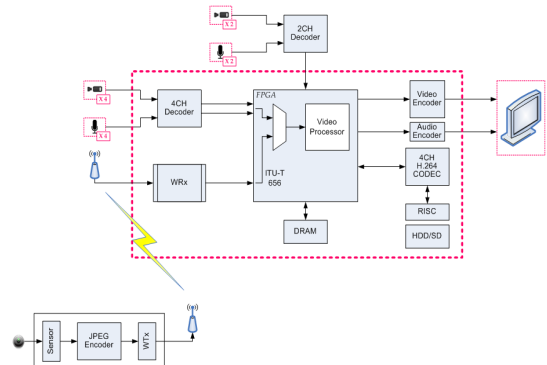 X 2
2CH
Decoder
X 2
X 4
4CH
Decoder
X 4
FPGA
Video
Processor
ITU-T
656
Video
Encoder
Audio
Encoder
4CH
H.264
CODEC
RISC
HDD/SD
WRx
DRAM
Sensor
JPEG
Encoder
WTx